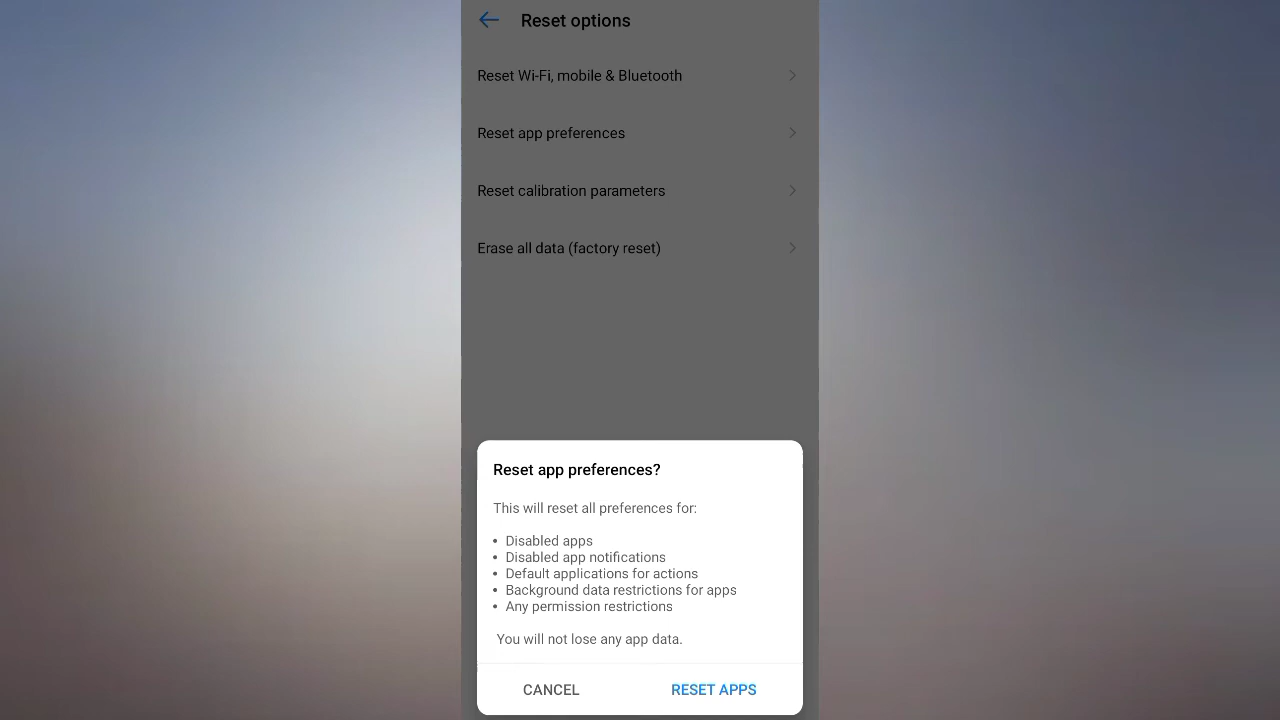 Reset options
Reset Wi-Fi, mobile & Bluetooth
Reset app preferences
Reset calibration parameters
Erase all data (factory reset)
Reset app preferences?
This will reset all preferences for:
• Disabled apps
• Disabled app notifications
• Default applications for actions
• Background data restrictions for apps
• Any permission restrictions
You will not lose any app data.
CANCEL RESET APPS